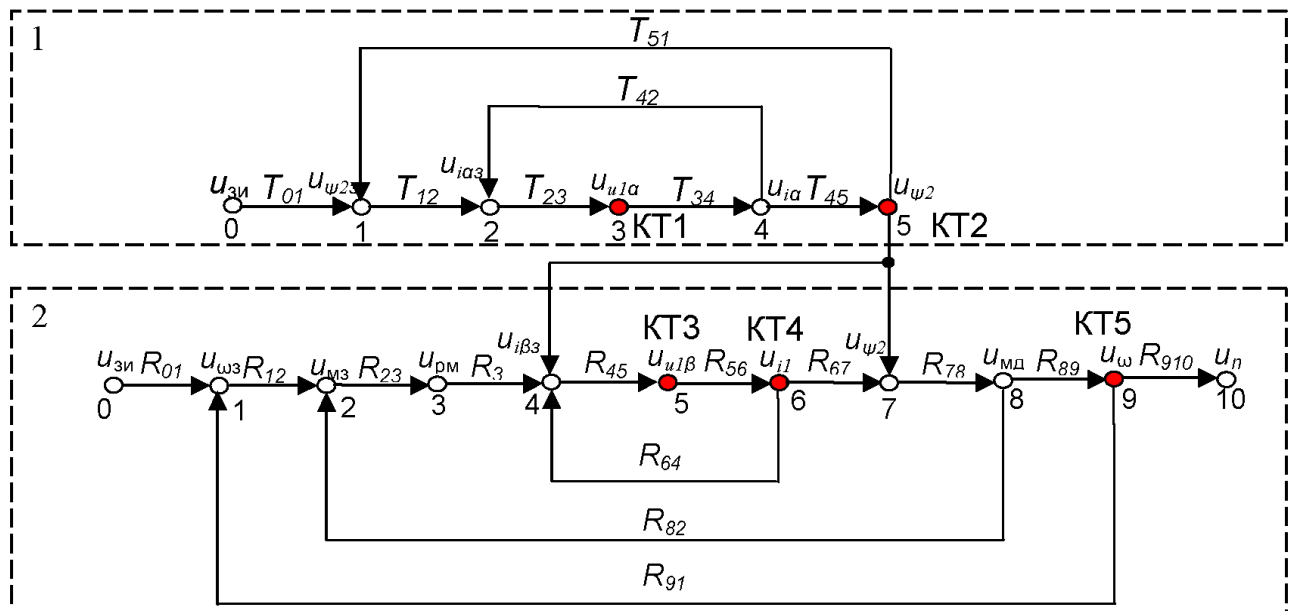 1
T51
T42
uзи T01 uψ2з T12 uiαз T23 uu1α T34 uiα T45 uψ2
0 1 2 3 КТ1 4 5 КТ2
2
КТ3 КТ4 КТ5
uзи R01 uωз R12 uмз R23 uрм R3 uiβз R45 uu1β R56 ui1 R67 uψ2 R78 uмд R89 uω R910 un
0 1 2 3 4 5 6 7 8 9 10
R64
R82
R91